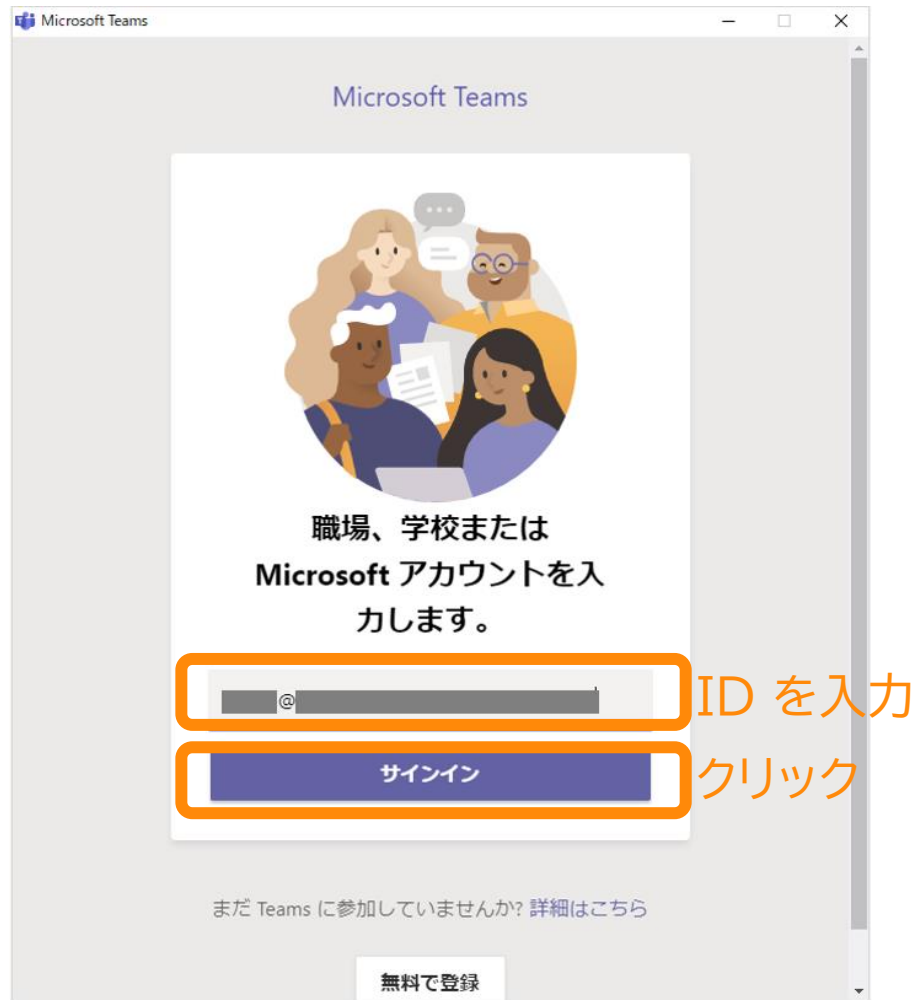 Microsoft Teams
Microsoft Teams
職場、学校または
Microsoft アカウントを入
力します。
@
ID を入力
サインイン
クリック
まだ Teams に参加していませんか? 詳細はこちら
無料で登録